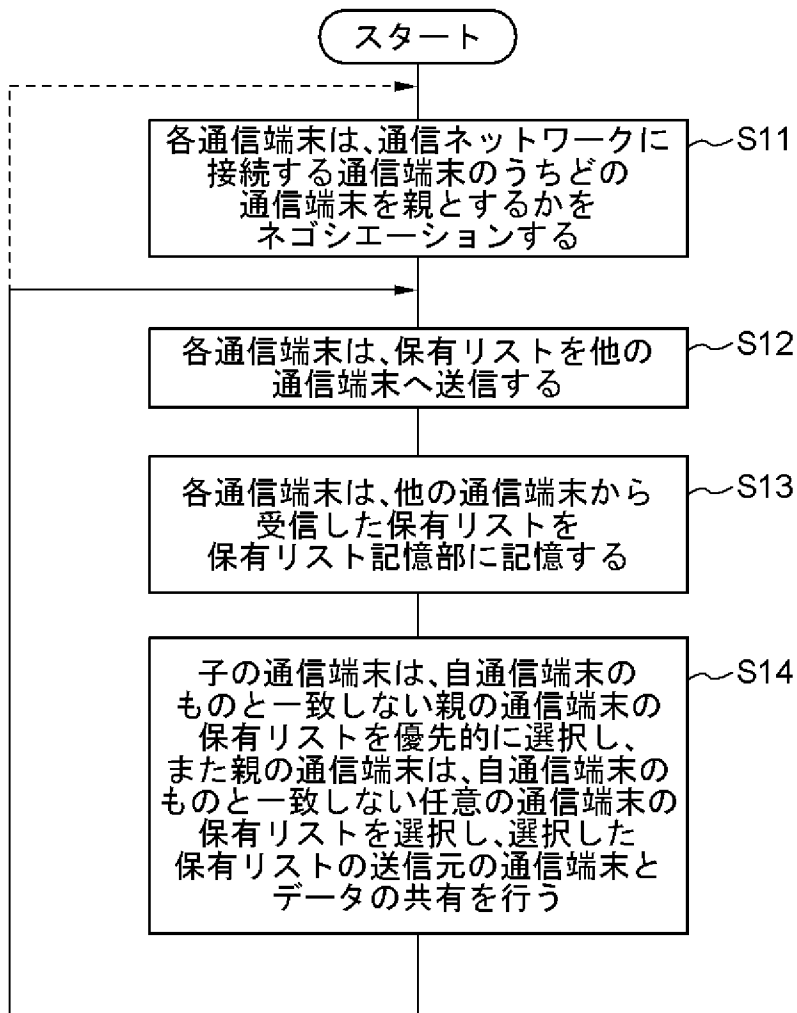 スタート
各通信端末は、通信ネットワークに
接続する通信端末のうちどの
通信端末を親とするかを
ネゴシエーションする
S11
各通信端末は、保有リストを他の
通信端末へ送信する
S12
各通信端末は、他の通信端末から
受信した保有リストを
保有リスト記憶部に記憶する
S13
子の通信端末は、自通信端末の
ものと一致しない親の通信端末の
保有リストを優先的に選択し、
また親の通信端末は、自通信端末の
ものと一致しない任意の通信端末の
保有リストを選択し、選択した
保有リストの送信元の通信端末と
データの共有を行う
S14